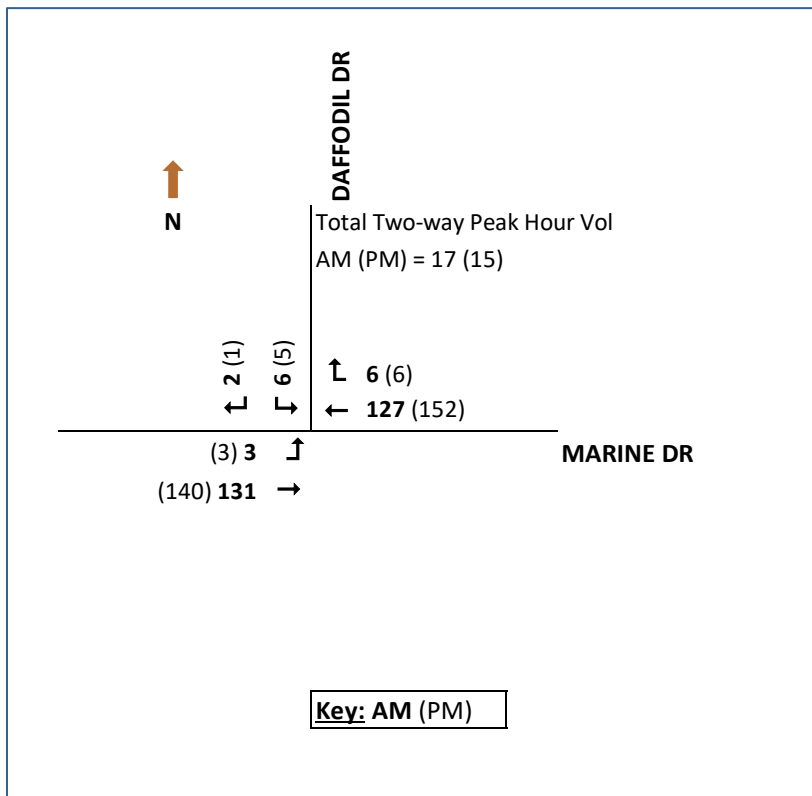 DAFFODIL DR
N
Total Two-way Peak Hour Vol
AM (PM) = 17 (15)
2 (1)
6 (5)
6 (6)
127 (152)
(3) 3
MARINE DR
(140) 131
Key: AM (PM)